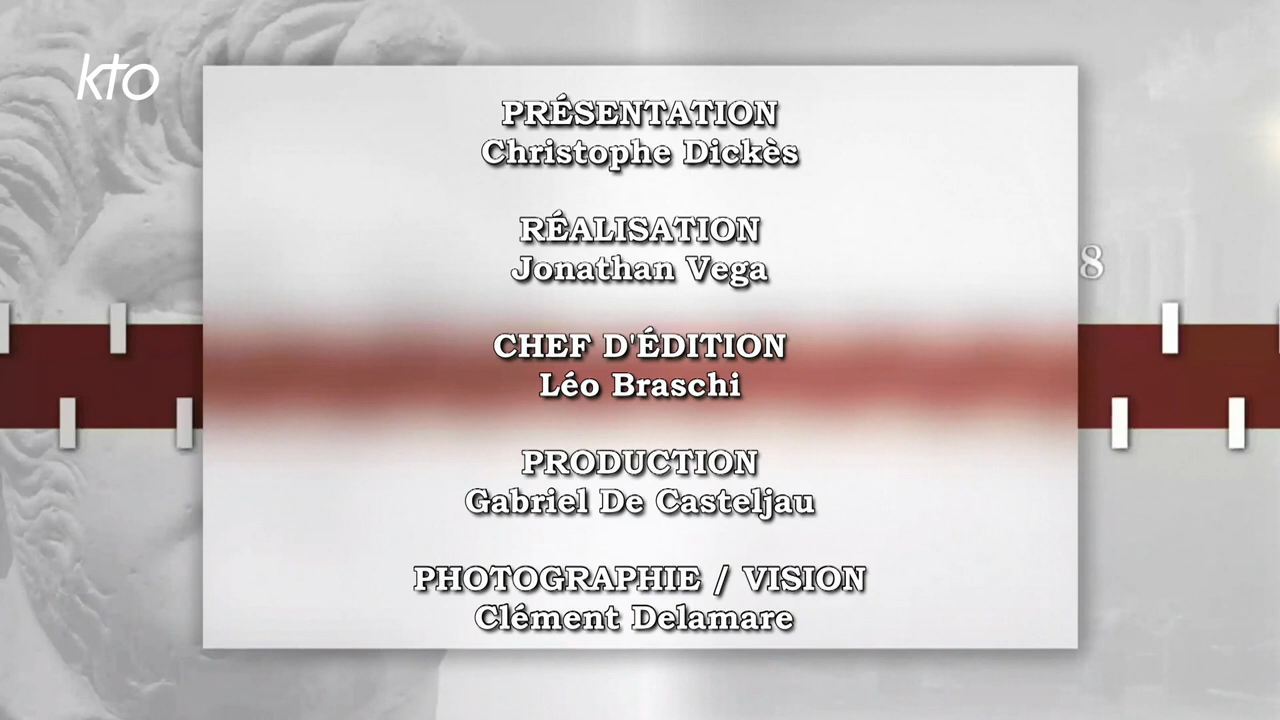 kto
PRÉSENTATION
Christophe Dickès
RÉALISATION
Jonathan Vega
8
CHEF D'ÉDITION
Léo Braschi
PRODUCTION
Gabriel De Casteljau
PHOTOGRAPHIE / VISION
Clément Delamare